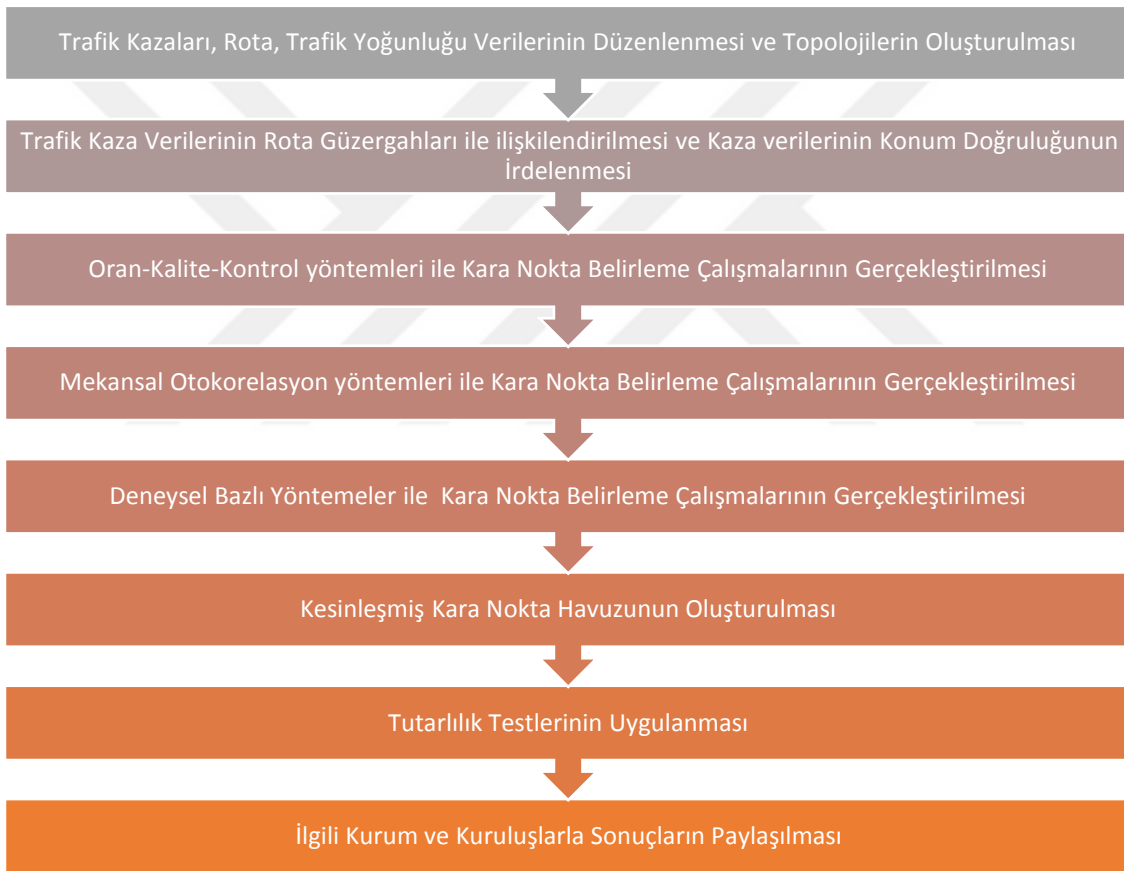 Trafik Kazaları, Rota, Trafik Yoğunluğu Verilerinin Düzenlenmesi ve Topolojilerin Oluşturulması
Trafik Kaza Verilerinin Rota Güzergahları ile ilişkilendirilmesi ve Kaza verilerinin Konum Doğruluğunun
İrdelenmesi
Oran-Kalite-Kontrol yöntemleri ile Kara Nokta Belirleme Çalışmalarının Gerçekleştirilmesi
Mekansal Otokorelasyon yöntemleri ile Kara Nokta Belirleme Çalışmalarının Gerçekleştirilmesi
Deneysel Bazlı Yöntemeler ile Kara Nokta Belirleme Çalışmalarının Gerçekleştirilmesi
Kesinleşmiş Kara Nokta Havuzunun Oluşturulması
Tutarlılık Testlerinin Uygulanması
İlgili Kurum ve Kuruluşlarla Sonuçların Paylaşılması